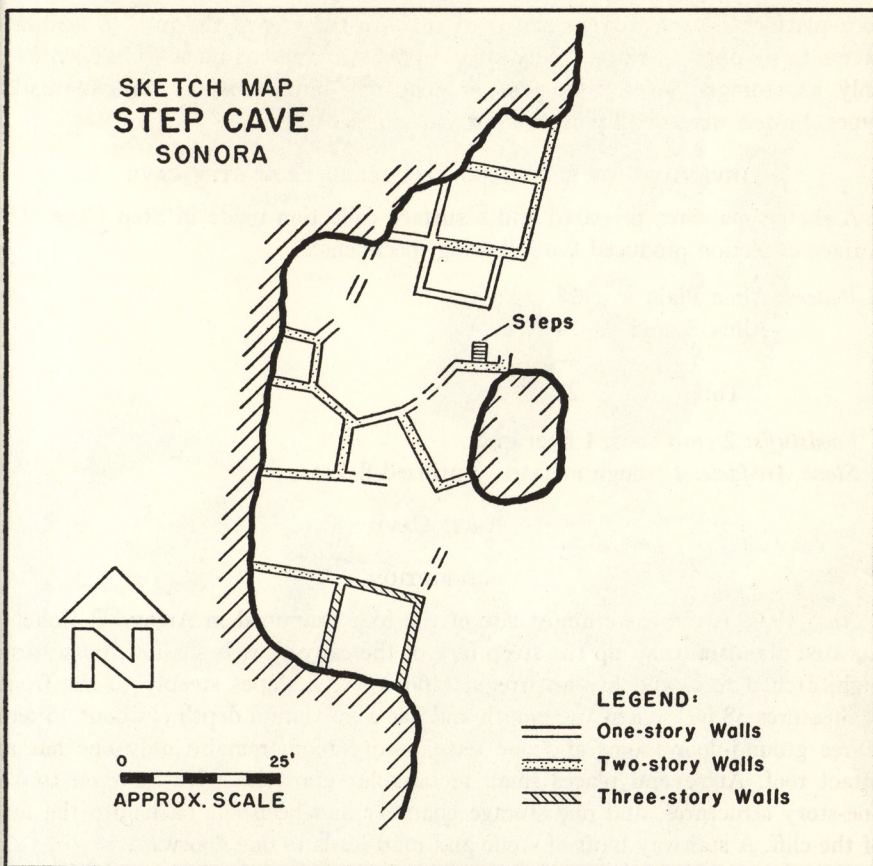 SKETCH MAP
STEP CAVE
SONORA
Steps
N
0 25'
APPROX. SCALE
LEGEND:
One-story Walls
Two-story Walls
Three-story Walls